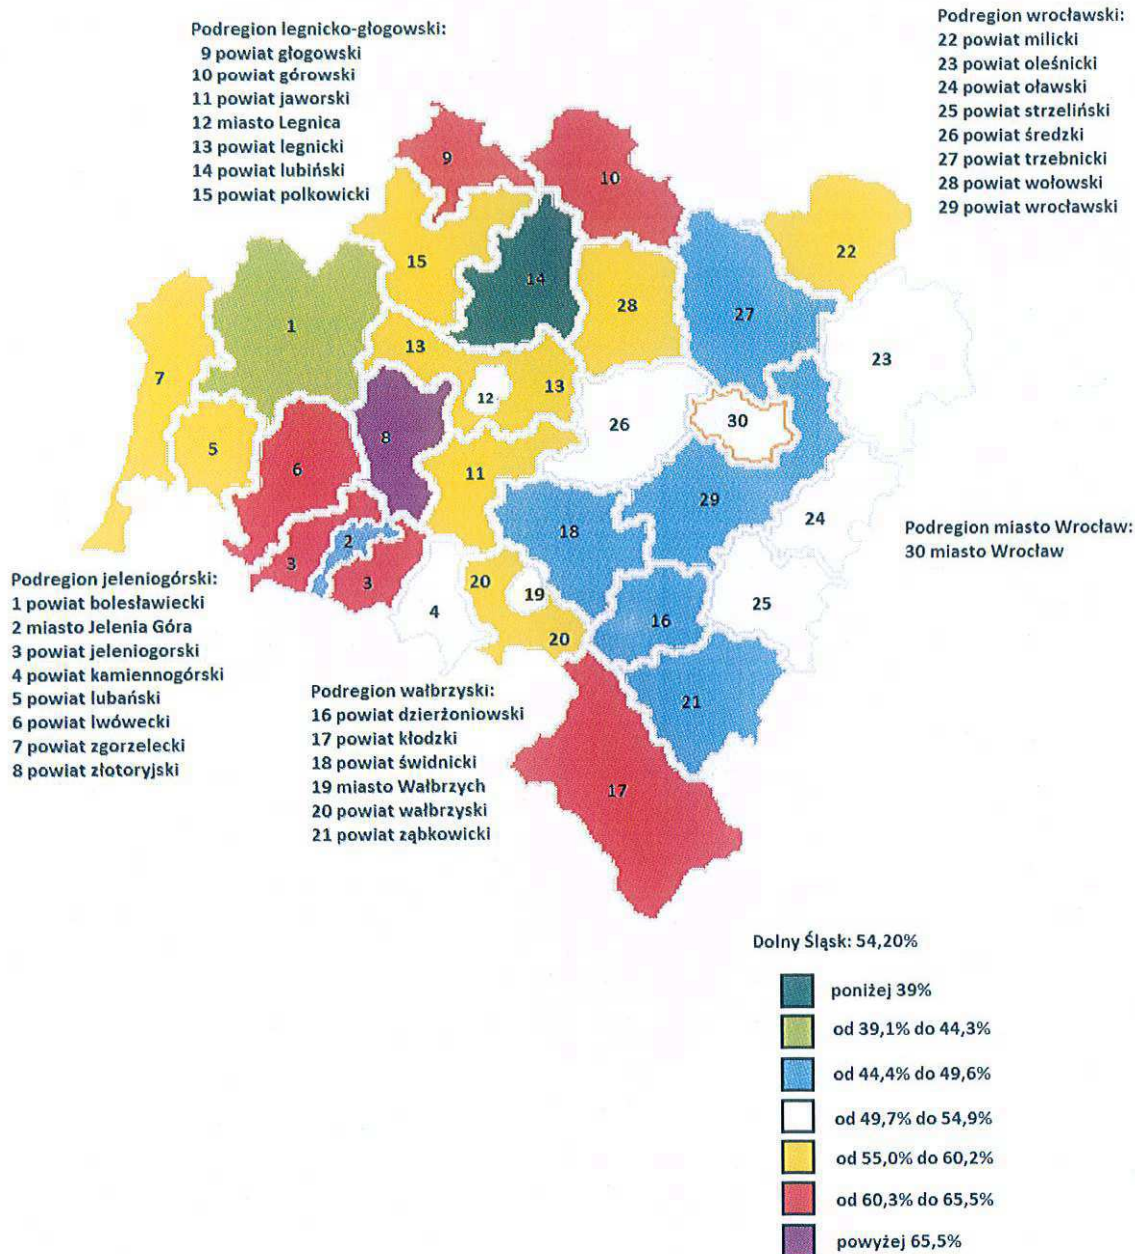 Podregion legnicko-głogowski:
9 powiat głogowski
10 powiat górowski
11 powiat jaworski
12 miasto Legnica
13 powiat legnicki
14 powiat lubiński
15 powiat polkowicki
Podregion wrocławski:
22 powiat milicki
23 powiat oleśnicki
24 powiat oławski
25 powiat strzeliński
26 powiat średzki
27 powiat trzebnicki
28 powiat wołowski
29 powiat wrocławski
9
10
15
14
22
28
27
1
23
13
7
13
12
30
26
8
5
6
11
29
24
18
2
3
3
20
19
4
25
16
20
21
17
Podregion miasto Wrocław:
30 miasto Wrocław
Podregion jeleniogórski:
1 powiat bolesławiecki
2 miasto Jelenia Góra
3 powiat jeleniogorski
4 powiat kamiennogórski
5 powiat lubański
6 powiat lwówecki
7 powiat zgorzelecki
8 powiat złotoryjski
Podregion wałbrzyski:
16 powiat dzierżoniowski
17 powiat kłodzki
18 powiat świdnicki
19 miasto Wałbrzych
20 powiat wałbrzyski
21 powiat ząbkowicki
Dolny Śląsk: 54,20%
poniżej 39%
od 39,1% do 44,3%
od 44,4% do 49,6%
od 49,7% do 54,9%
od 55,0% do 60,2%
od 60,3% do 65,5%
powyżej 65,5%